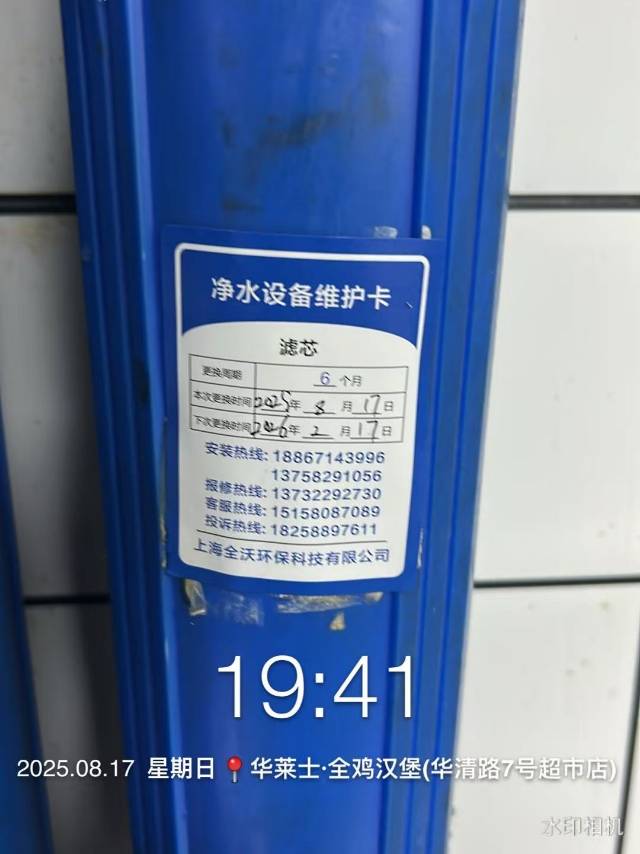 净水设备维护卡
滤芯
更换周期 6 个月
本次更换时间 2025年 8 月 17 日
下次更换时间 2026年 2 月 17 日
安装热线: 18867143996
13758291056
报修热线: 13732292730
客服热线: 15158087089
投诉热线: 18258897611
上海全沃环保科技有限公司
19:41
2025.08.17 星期日 华莱士·全鸡汉堡(华清路7号超市店)
水印相机